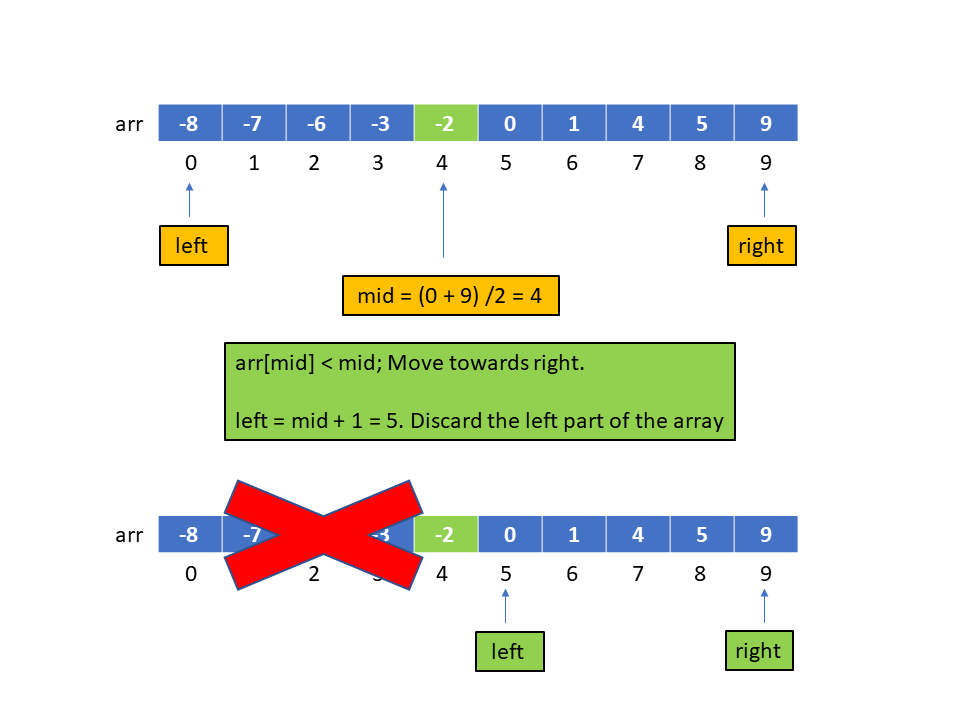 arr -8 -7 -6 -3 -2 0 1 4 5 9
0 1 2 3 4 5 6 7 8 9
left right
mid = (0 + 9) /2 = 4
arr[mid] < mid; Move towards right.
left = mid + 1 = 5. Discard the left part of the array
arr -8 -7 -3 -2 0 1 4 5 9
0 2 4 5 6 7 8 9
left right